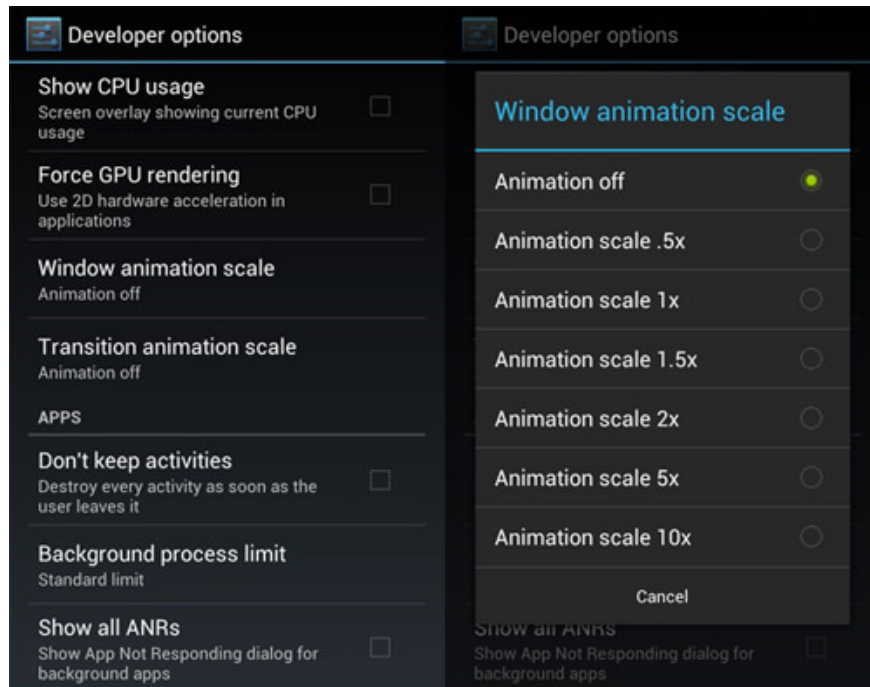 Developer options
Show CPU usage
Screen overlay showing current CPU
usage
Force GPU rendering
Use 2D hardware acceleration in
applications
Window animation scale
Animation off
Transition animation scale
Animation off
APPS
Don't keep activities
Destroy every activity as soon as the
user leaves it
Background process limit
Standard limit
Show all ANRs
Show App Not Responding dialog for
background apps
Developer options
Window animation scale
Animation off
Animation scale .5x
Animation scale 1x
Animation scale 1.5x
Animation scale 2x
Animation scale 5x
Animation scale 10x
Cancel
Show all ANRs
Show App Not Responding dialog for
background apps